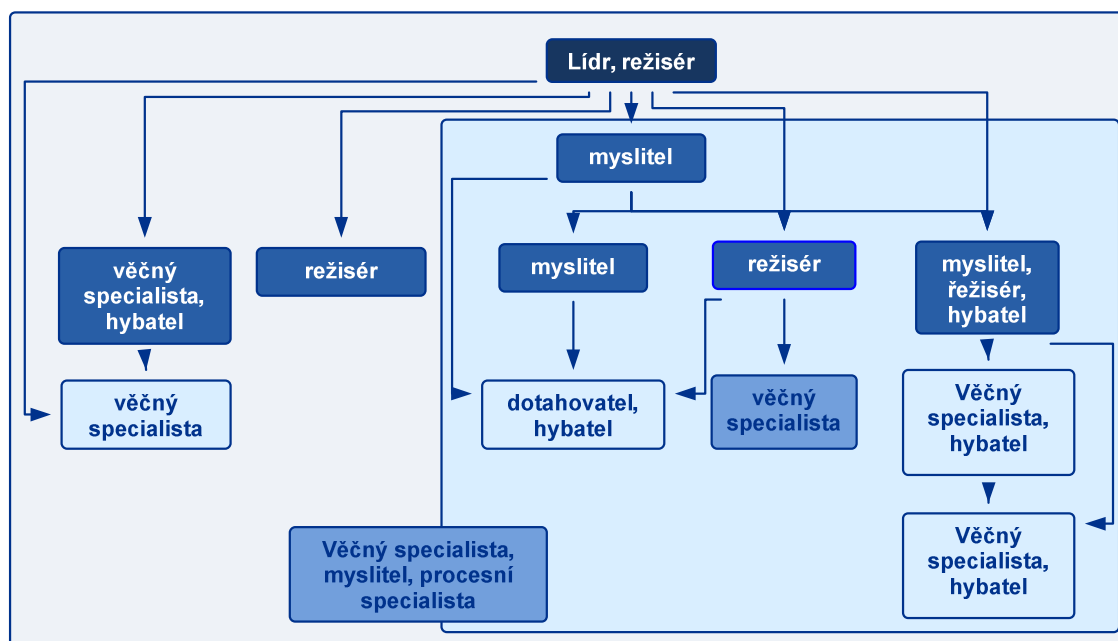 Lídr, režisér
myslitel
věčný
specialista,
hybatel
režisér
myslitel
režisér
myslitel,
řežisér,
hybatel
věčný
specialista
dotahovatel,
hybatel
věčný
specialista
Věčný
specialista,
hybatel
Věčný specialista,
myslitel, procesní
specialista
Věčný
specialista,
hybatel